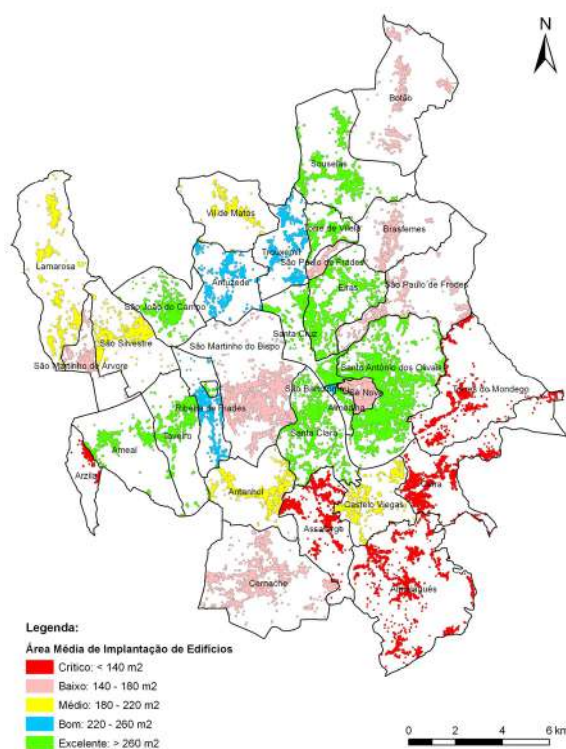 N
Botão
Souselas
Vil de Matos
Torre de Vilela
Brasfemes
Trouxemil
Lamarosa
São Paulo de Frades
Antuzede
Eiras
São Paulo de Frades
São João do Campo
Santa Cruz
São Silvestre
São Martinho do Bispo
São Martinho de Árvore
Santo António dos Olivais
Sé Nova
Almedina
Ribeira de Frades
Torres do Mondego
Santa Clara
Taveiro
Ameal
Arzila
Antanhol
Castelo Viegas
Assafarge
Cernache
Almalaguês
Legenda:
Área Média de Implantação de Edifícios
Crítico: < 140 m2
Baixo: 140 - 180 m2
Médio: 180 - 220 m2
Bom: 220 - 260 m2
Excelente: > 260 m2
0 2 4 6 km